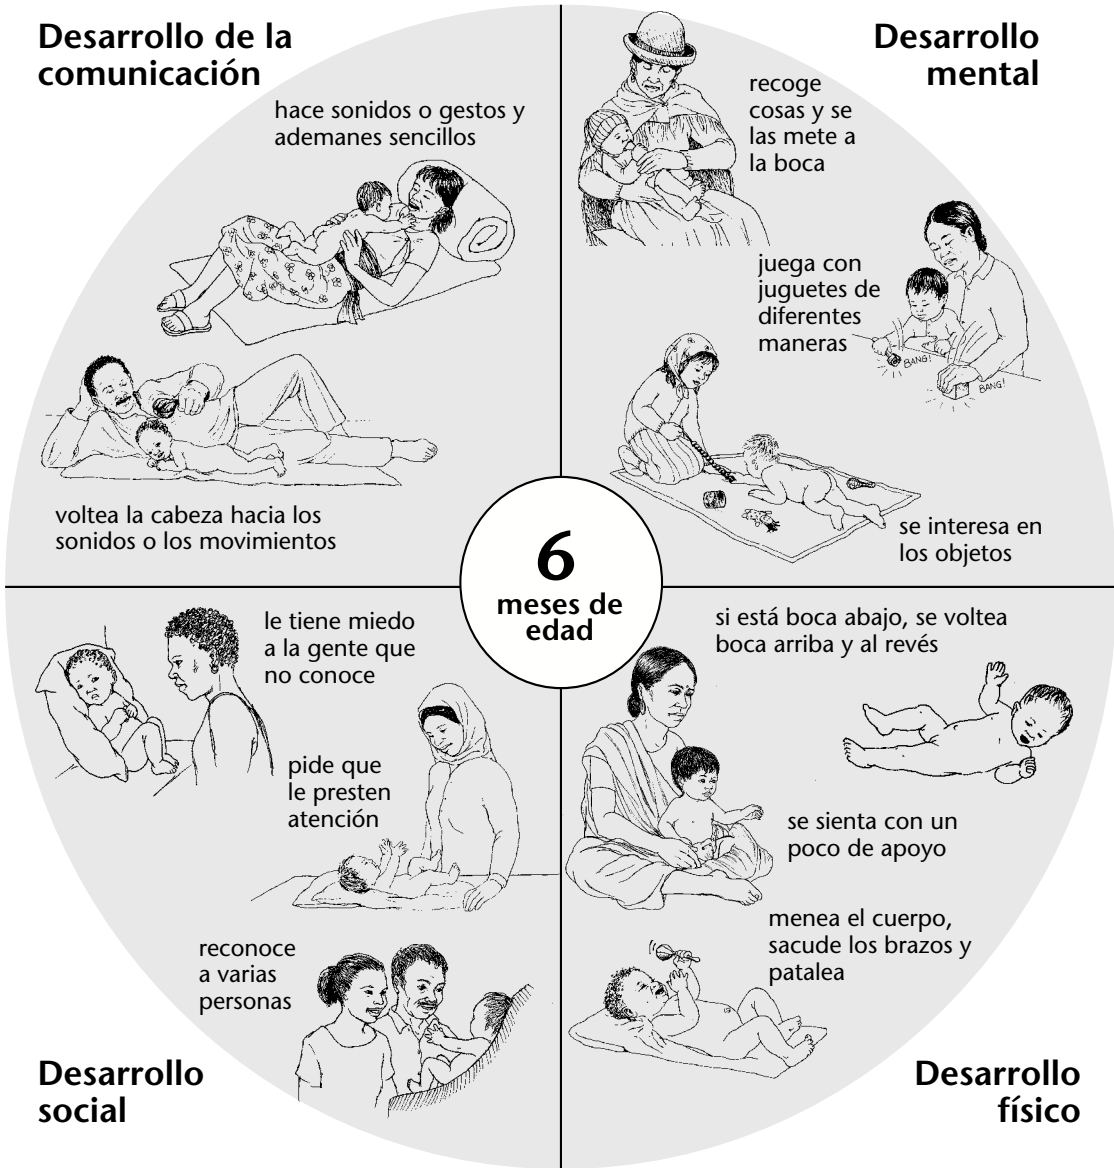 Desarrollo de la
comunicación
hace sonidos o gestos y
ademanes sencillos
voltea la cabeza hacia los
sonidos o los movimientos
Desarrollo
mental
recoge
cosas y se
las mete a
la boca
juega con
juguetes de
diferentes
maneras
BANG!
BANG!
se interesa en
los objetos
6
meses de
edad
le tiene miedo
a la gente que
no conoce
pide que
le presten
atención
reconoce
a varias
personas
Desarrollo
social
si está boca abajo, se voltea
boca arriba y al revés
se sienta con un
poco de apoyo
menea el cuerpo,
sacude los brazos y
patalea
Desarrollo
físico